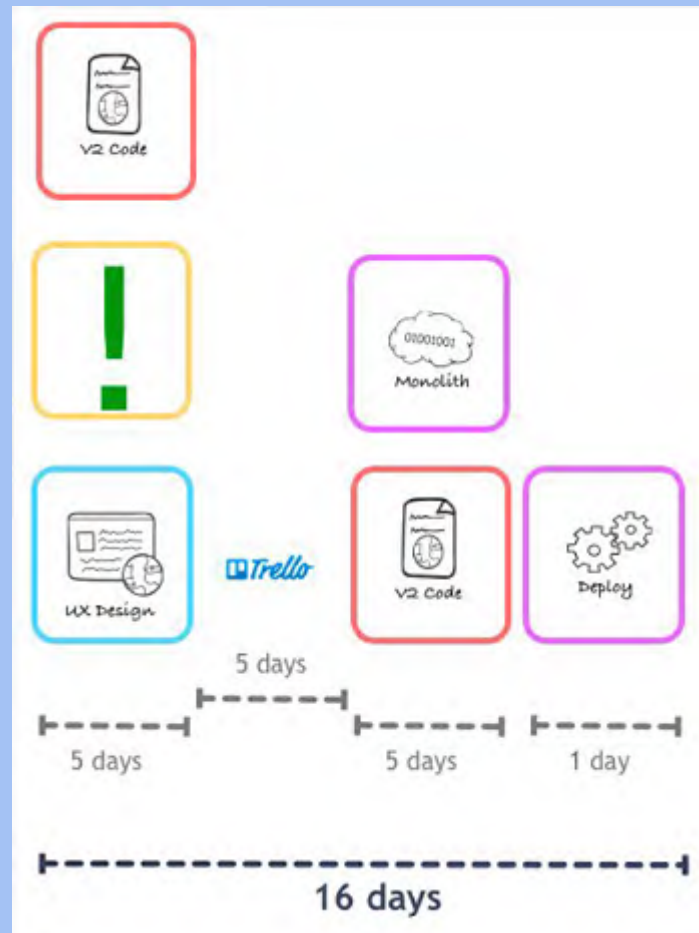 V2 Code
!
01001001
Monolith
UX Design
Trello
V2 Code
Deploy
5 days
5 days
5 days
1 day
16 days